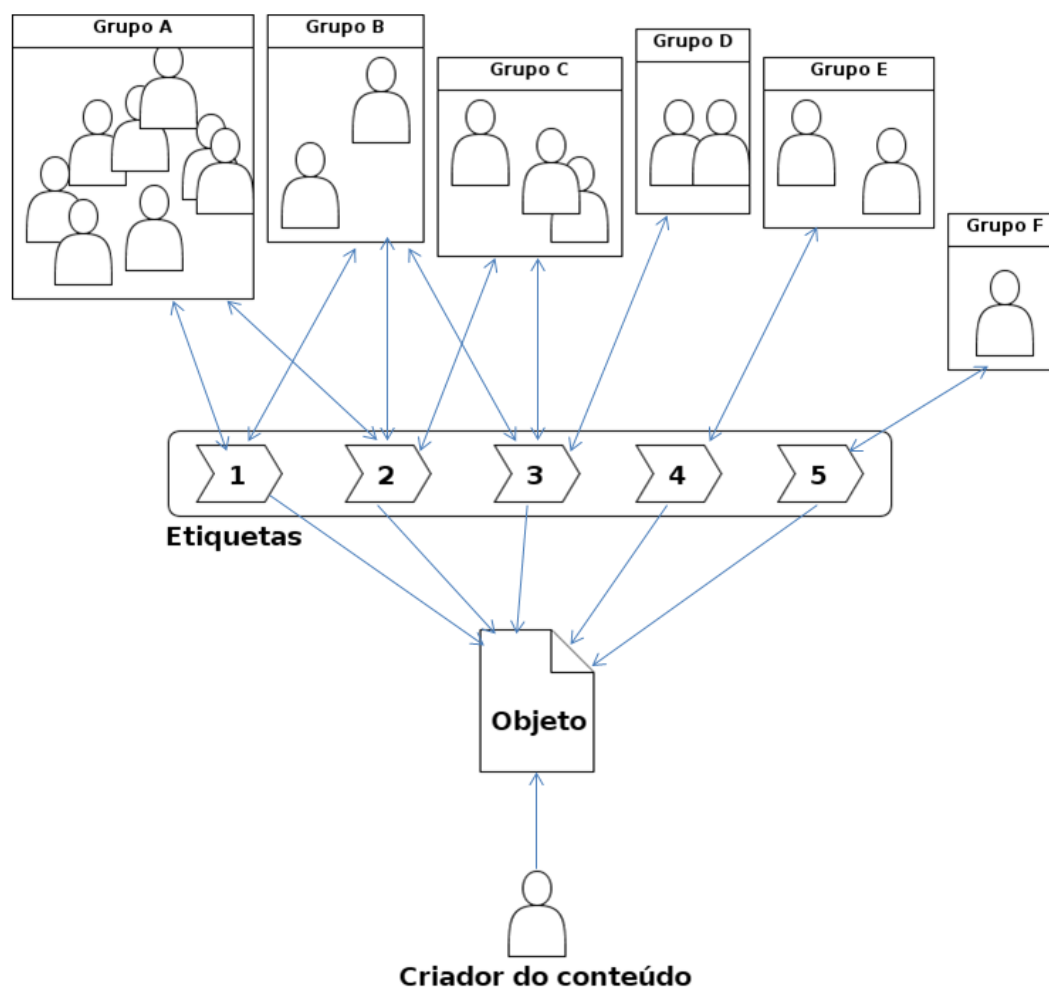 Grupo A
Grupo B
Grupo C
Grupo D
Grupo E
Grupo F
1
2
3
4
5
Etiquetas
Objeto
Criador do conteúdo